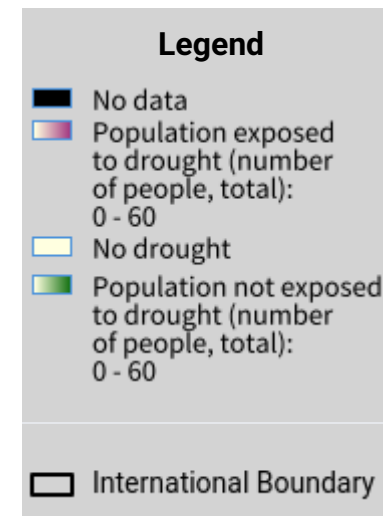 Legend
No data
Population exposed
to drought (number
of people, total):
0 - 60
No drought
Population not exposed
to drought (number
of people, total):
0 - 60
International Boundary